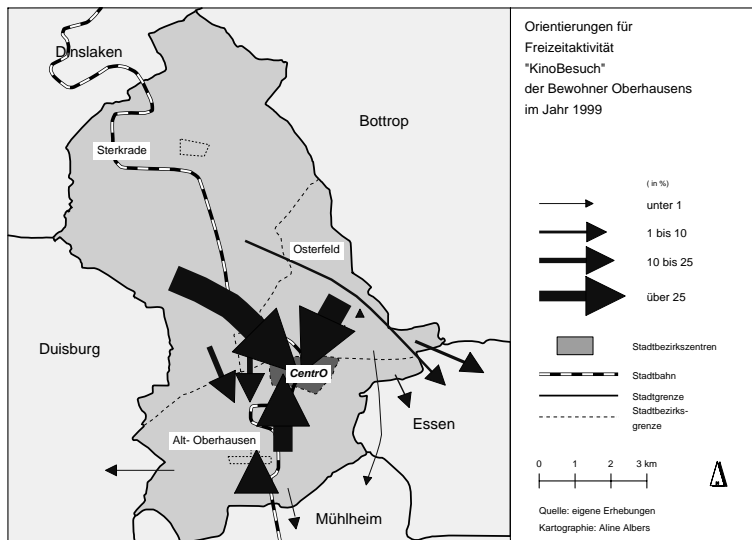 Dinslaken
Bottrop
Sterkrade
Osterfeld
Duisburg
CentrO
Essen
Alt- Oberhausen
Mühlheim
Orientierungen für
Freizeitaktivität
"KinoBesuch"
der Bewohner Oberhausens
im Jahr 1999
( in %)
unter 1
1 bis 10
10 bis 25
über 25
Stadtbezirkszentren
Stadtbahn
Stadtgrenze
Stadtbezirks-
grenze
0 1 2 3 km
Quelle: eigene Erhebungen
Kartographie: Aline Albers